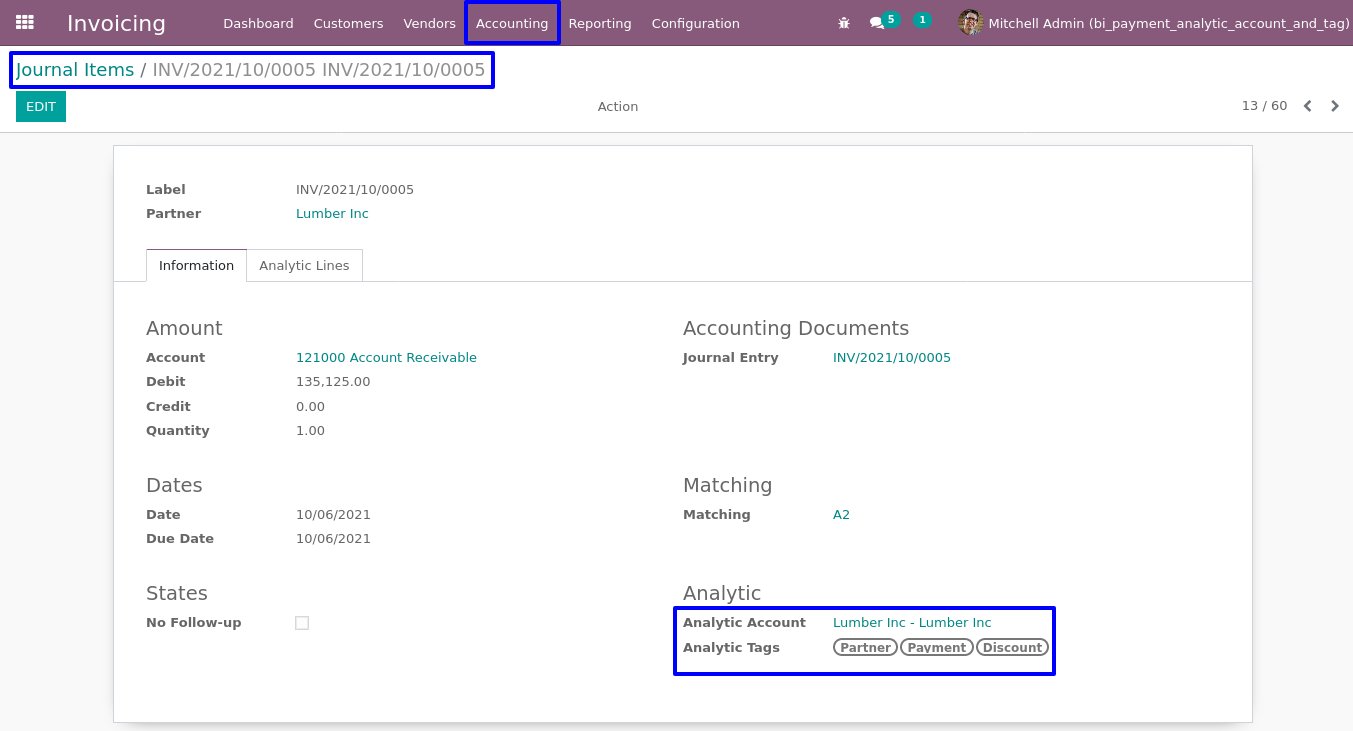 Invoicing Dashboard Customers Vendors Accounting Reporting Configuration 5 1 Mitchell Admin (bi_payment_analytic_account_and_tag)
Journal Items / INV/2021/10/0005 INV/2021/10/0005
EDIT Action 13 / 60
Label INV/2021/10/0005
Partner Lumber Inc
Information Analytic Lines
Amount Accounting Documents
Account 121000 Account Receivable Journal Entry INV/2021/10/0005
Debit 135,125.00
Credit 0.00
Quantity 1.00
Dates Matching
Date 10/06/2021 Matching A2
Due Date 10/06/2021
States Analytic
No Follow-up Analytic Account Lumber Inc - Lumber Inc
Analytic Tags Partner Payment Discount